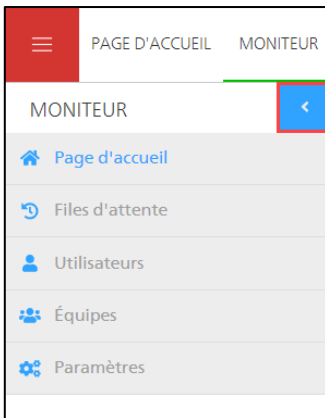 PAGE D'ACCUEIL MONITEUR
MONITEUR
Page d'accueil
Files d'attente
Utilisateurs
Équipes
Paramètres